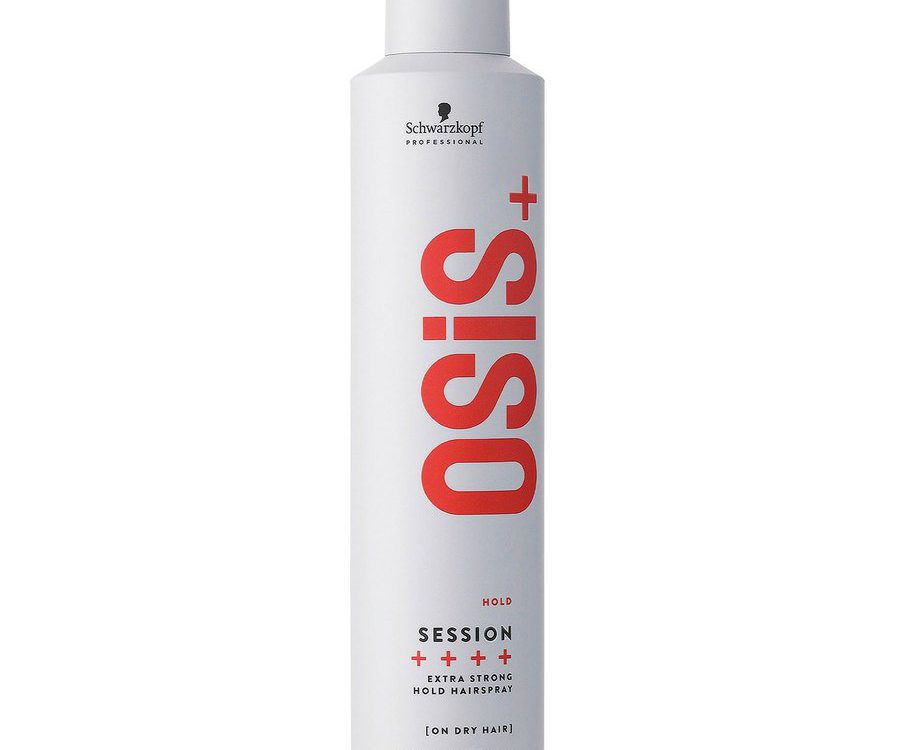 Schwarzkopf
PROFESSIONAL
OSiS+
HOLD
SESSION
++++
EXTRA STRONG
HOLD HAIRSPRAY
[ON DRY HAIR]